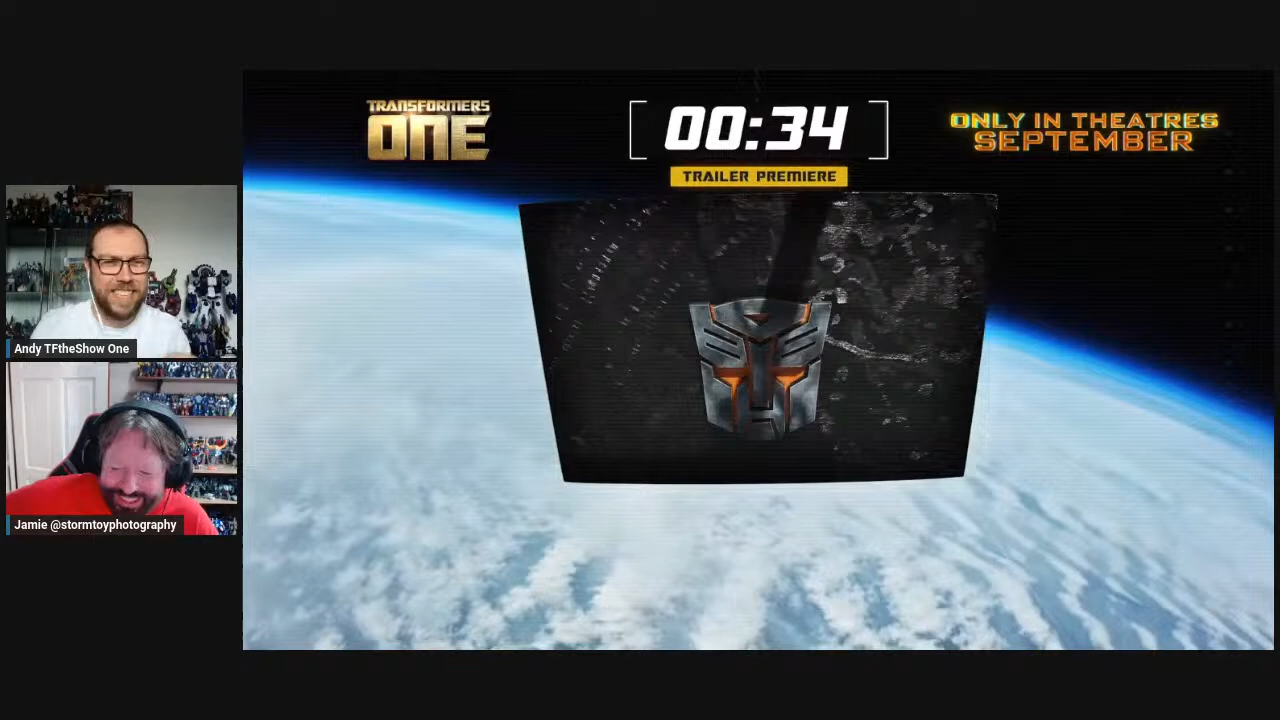 TRANSFORMERS
ONE
00:34
TRAILER PREMIERE
ONLY IN THEATRES
SEPTEMBER
Andy TFtheShow One
Jamie @stormtoyphotography